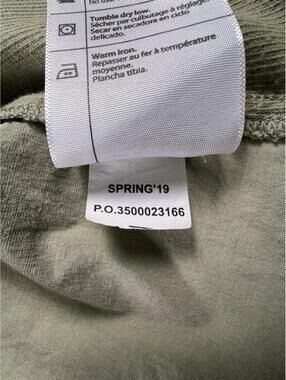 Tumble dry low.
Sécher par culbutage à réglage
Secar en secadora en ciclo
delicado.
Warm Iron.
Repasser au fer à température
moyenne.
Plancha tibia.
SPRING'19
P.O.3500023166